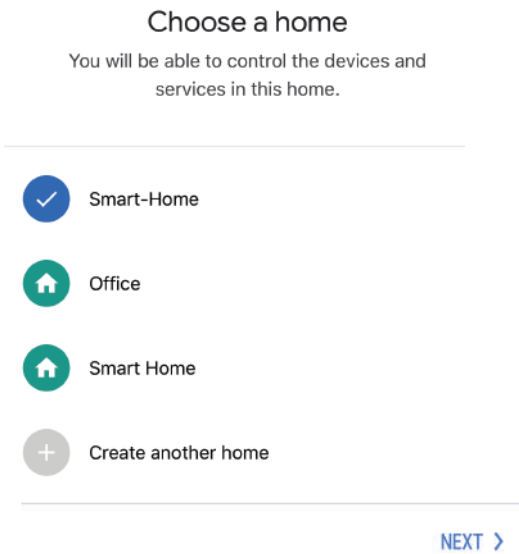 Choose a home
You will be able to control the devices and
services in this home.
Smart-Home
Office
Smart Home
Create another home
NEXT